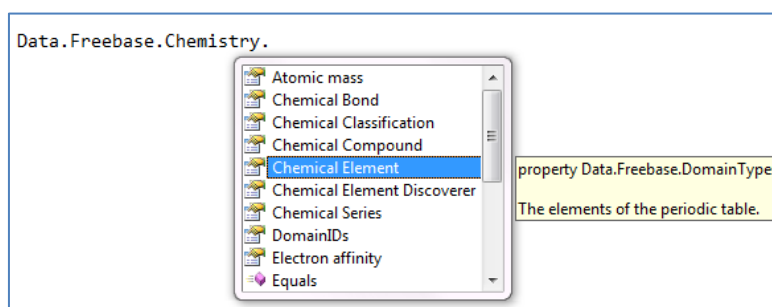 Data.Freebase.Chemistry.
Atomic mass
Chemical Bond
Chemical Classification
Chemical Compound
Chemical Element
property Data.Freebase.DomainType
Chemical Element Discoverer
The elements of the periodic table.
Chemical Series
DomainIDs
Electron affinity
Equals